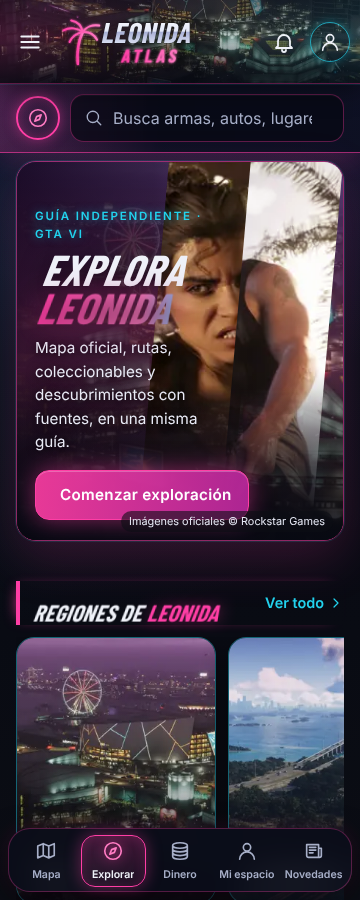 LEONIDA
ATLAS
Busca armas, autos, lugare
GUÍA INDEPENDIENTE ·
GTA VI
EXPLORA
LEONIDA
Mapa oficial, rutas,
coleccionables y
descubrimientos con
fuentes, en una misma
guía.
Comenzar exploración
Imágenes oficiales © Rockstar Games
REGIONES DE LEONIDA
Ver todo
Mapa
Explorar
Dinero
Mi espacio
Novedades